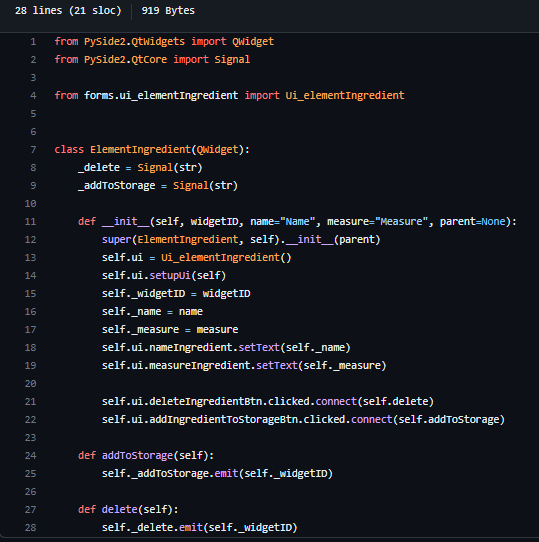 28 lines (21 sloc) 919 Bytes
1 from PySide2.QtWidgets import QWidget
2 from PySide2.QtCore import Signal
3
4 from forms.ui_elementIngredient import Ui_elementIngredient
5
6
7 class ElementIngredient(QWidget):
8     _delete = Signal(str)
9     _addToStorage = Signal(str)
10
11     def __init__(self, widgetID, name="Name", measure="Measure", parent=None):
12         super(ElementIngredient, self).__init__(parent)
13         self.ui = Ui_elementIngredient()
14         self.ui.setupUi(self)
15         self._widgetID = widgetID
16         self._name = name
17         self._measure = measure
18         self.ui.nameIngredient.setText(self._name)
19         self.ui.measureIngredient.setText(self._measure)
20
21         self.ui.deleteIngredientBtn.clicked.connect(self.delete)
22         self.ui.addIngredientToStorageBtn.clicked.connect(self.addToStorage)
23
24     def addToStorage(self):
25         self._addToStorage.emit(self._widgetID)
26
27     def delete(self):
28         self._delete.emit(self._widgetID)